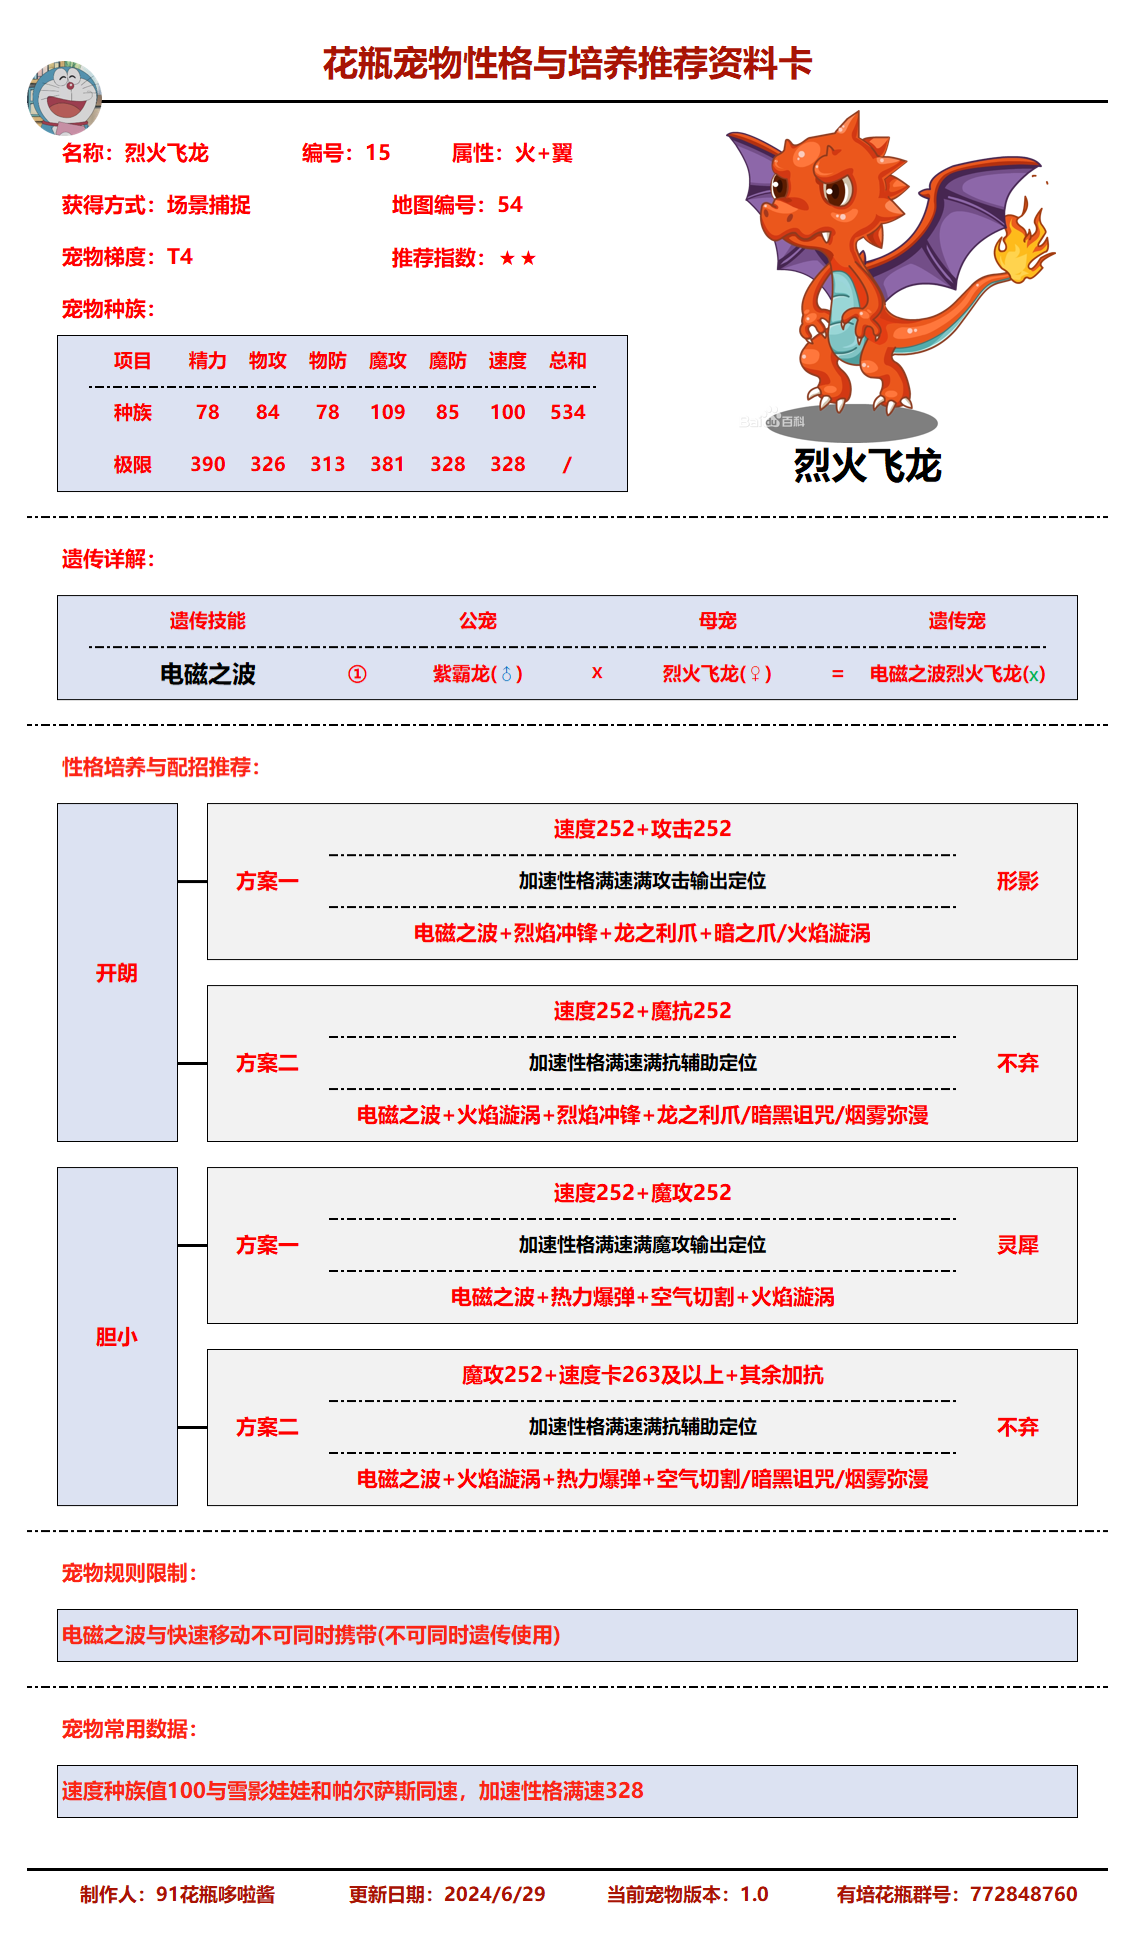 花瓶宠物性格与培养推荐资料卡
名称：烈火飞龙 编号：15 属性：火+翼
获得方式：场景捕捉 地图编号：54
宠物梯度：T4 推荐指数：★★
宠物种族：
项目 精力 物攻 物防 魔攻 魔防 速度 总和
种族 78 84 78 109 85 100 534
极限 390 326 313 381 328 328 /
Bai百科
烈火飞龙
遗传详解：
遗传技能 公宠 母宠 遗传宠
电磁之波 ① 紫霸龙(♂) x 烈火飞龙(♀) = 电磁之波烈火飞龙(x)
性格培养与配招推荐：
开朗
方案一
速度252+攻击252
加速性格满速满攻击输出定位
电磁之波+烈焰冲锋+龙之利爪+暗之爪/火焰漩涡
形影
方案二
速度252+魔抗252
加速性格满速满抗辅助定位
电磁之波+火焰漩涡+烈焰冲锋+龙之利爪/暗黑诅咒/烟雾弥漫
不弃
胆小
方案一
速度252+魔攻252
加速性格满速满魔攻输出定位
电磁之波+热力爆弹+空气切割+火焰漩涡
灵犀
方案二
魔攻252+速度卡263及以上+其余加抗
加速性格满速满抗辅助定位
电磁之波+火焰漩涡+热力爆弹+空气切割/暗黑诅咒/烟雾弥漫
不弃
宠物规则限制：
电磁之波与快速移动不可同时携带(不可同时遗传使用)
宠物常用数据：
速度种族值100与雪影娃娃和帕尔萨斯同速，加速性格满速328
制作人：91花瓶哆啦酱 更新日期：2024/6/29 当前宠物版本：1.0 有培花瓶群号：772848760